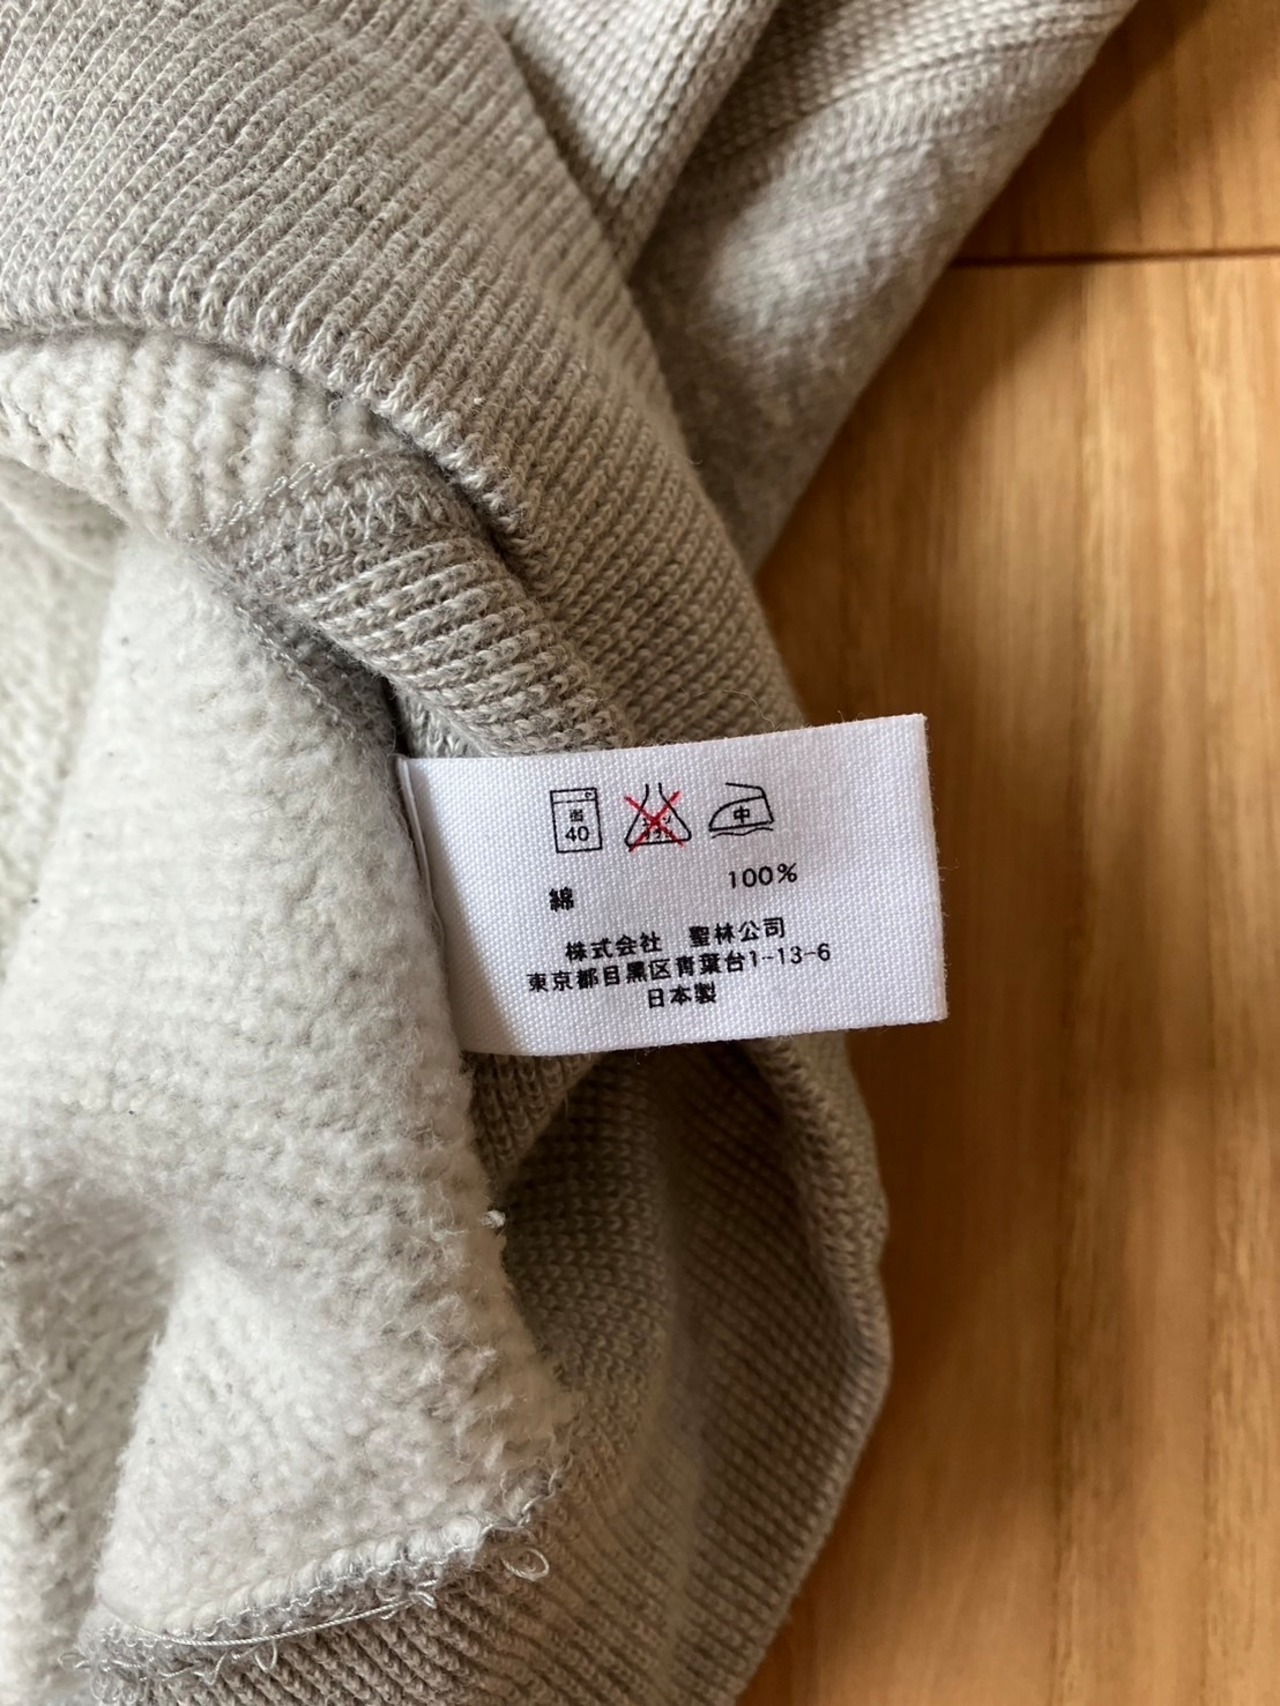 40
中
綿 100%
株式会社 聖林公司
東京都目黒区青葉台1-13-6
日本製